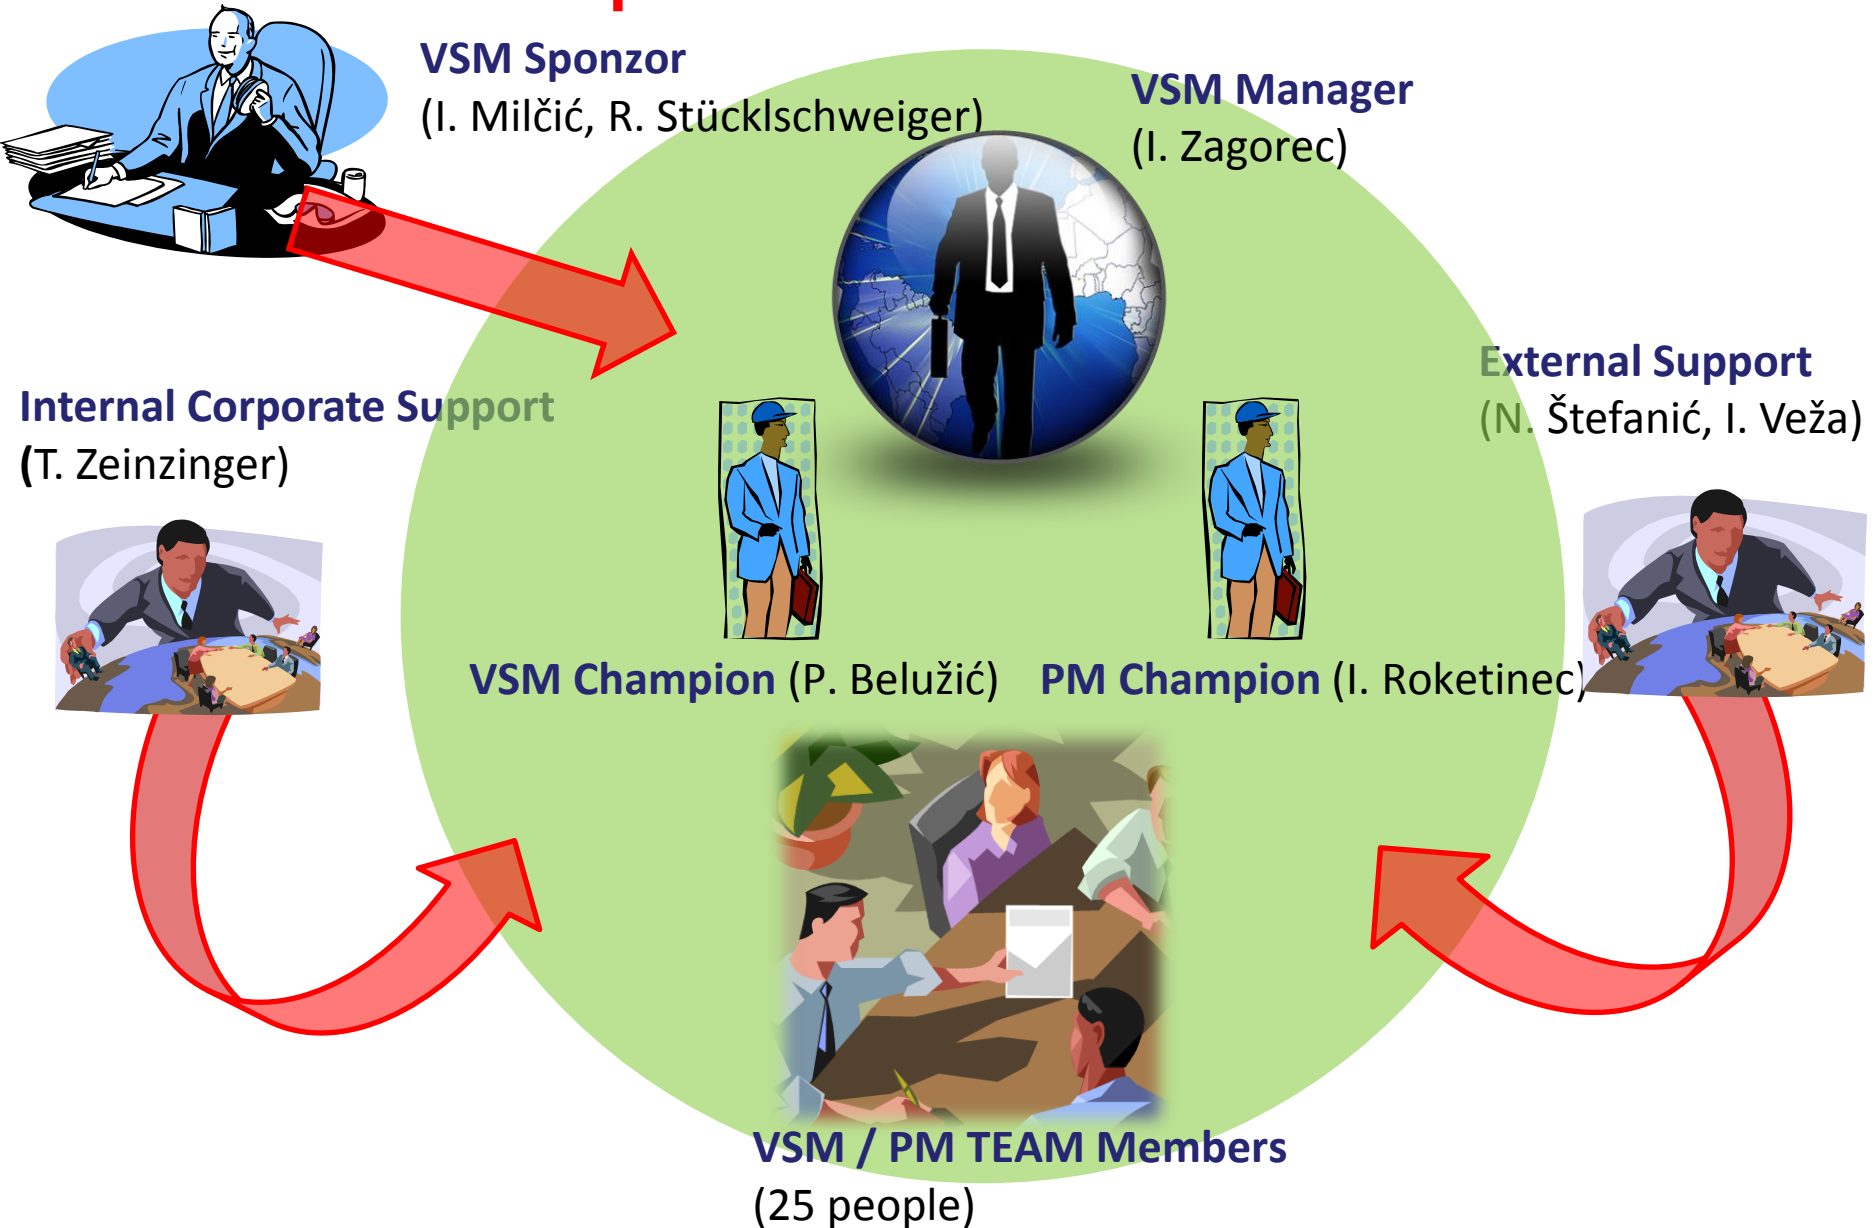 VSM Sponzor
(I. Milčić, R. Stücklschweiger)
VSM Manager
(I. Zagorec)
External Support
(N. Štefanić, I. Veža)
Internal Corporate Support
(T. Zeinzinger)
VSM Champion (P. Belužić)
PM Champion (I. Roketinec)
VSM / PM TEAM Members
(25 people)